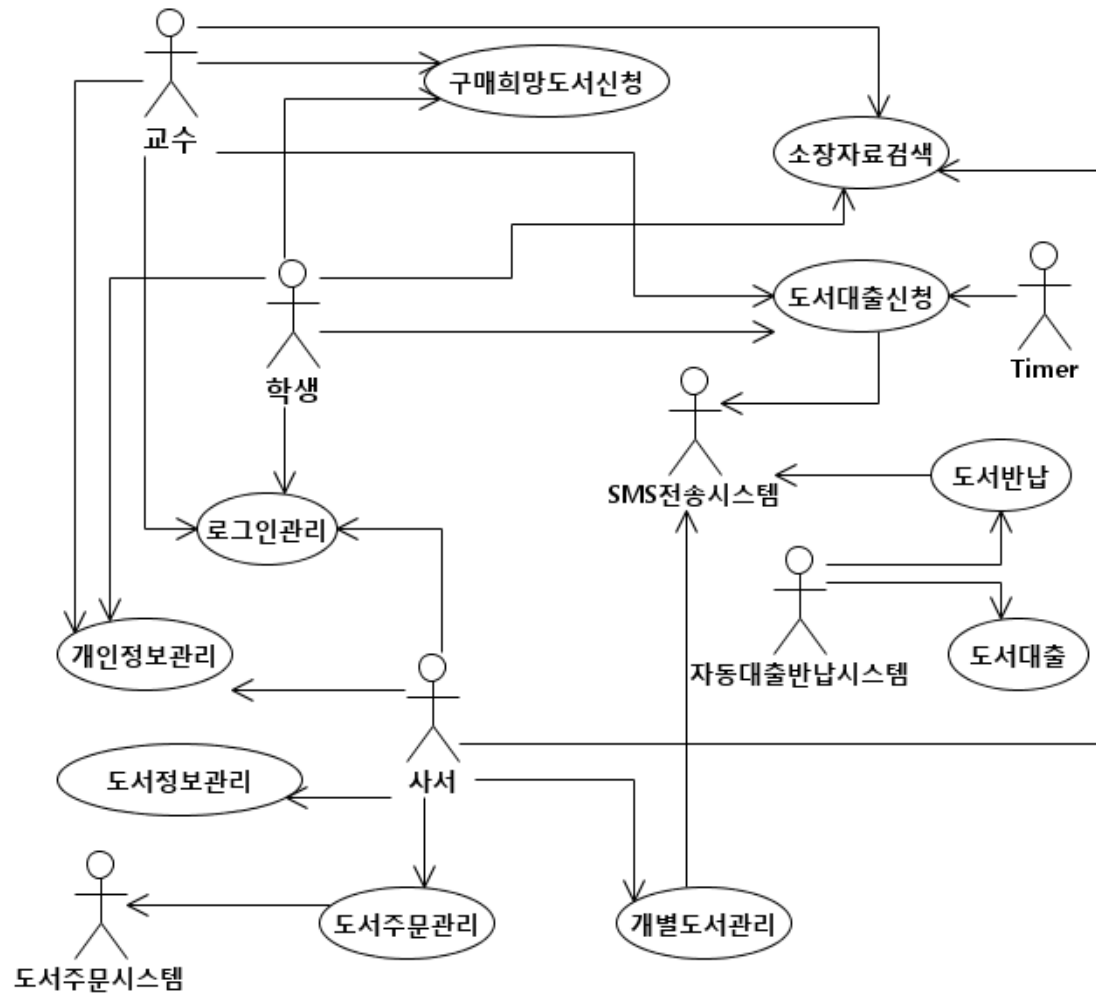 구매희망도서신청
교수
소장자료검색
도서대출신청
Timer
학생
SMS전송시스템
도서반납
로그인관리
개인정보관리
자동대출반납시스템
도서대출
도서정보관리
사서
도서주문관리
개별도서관리
도서주문시스템